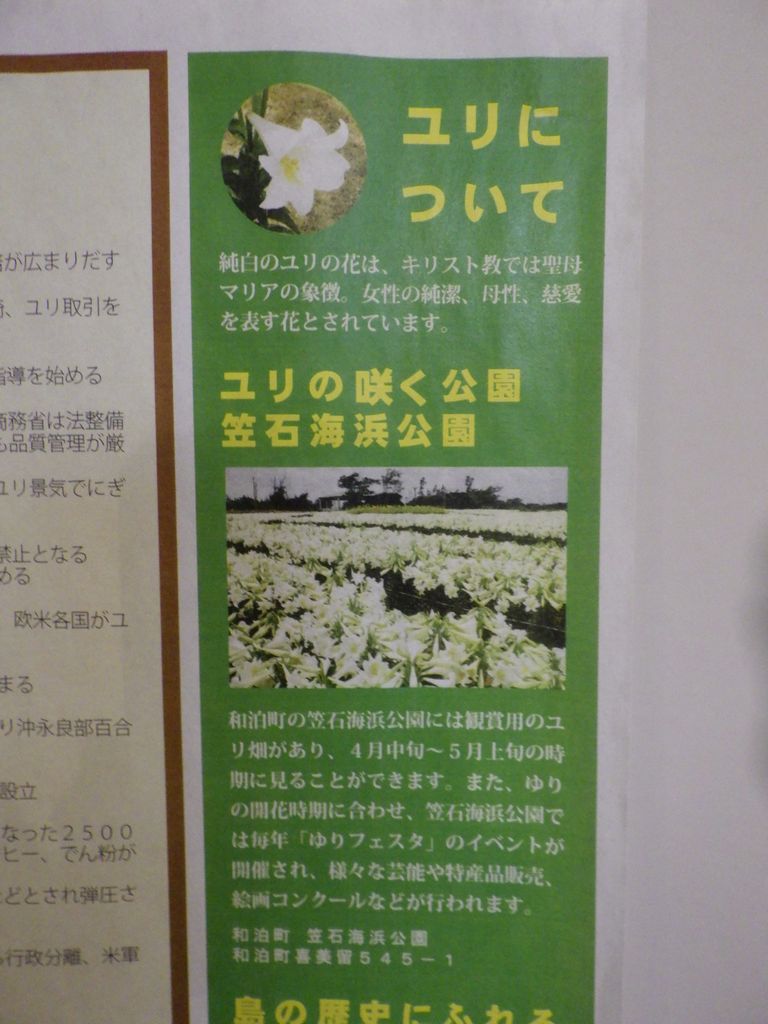 が広まりだす
、ユリ取引を
指導を始める
商務省は法整備
も品質管理が厳
ユリ景気でにぎ
禁止となる
める
欧米各国がユ
まる
り沖永良部百合
設立
なった２５００
ヒー、でん粉が
などとされ弾圧さ
行政分離、米軍
ユリに
ついて
純白のユリの花は、キリスト教では聖母
マリアの象徴。女性の純潔、母性、慈愛
を表す花とされています。
ユリの咲く公園
笠石海浜公園
和泊町の笠石海浜公園には観賞用のユ
リ畑があり、４月中旬～５月上旬の時
期に見ることができます。また、ゆり
の開花時期に合わせ、笠石海浜公園で
は毎年「ゆりフェスタ」のイベントが
開催され、様々な芸能や特産品販売、
絵画コンクールなどが行われます。
和泊町 笠石海浜公園
和泊町喜美留５４５－１
島の歴史にふれる